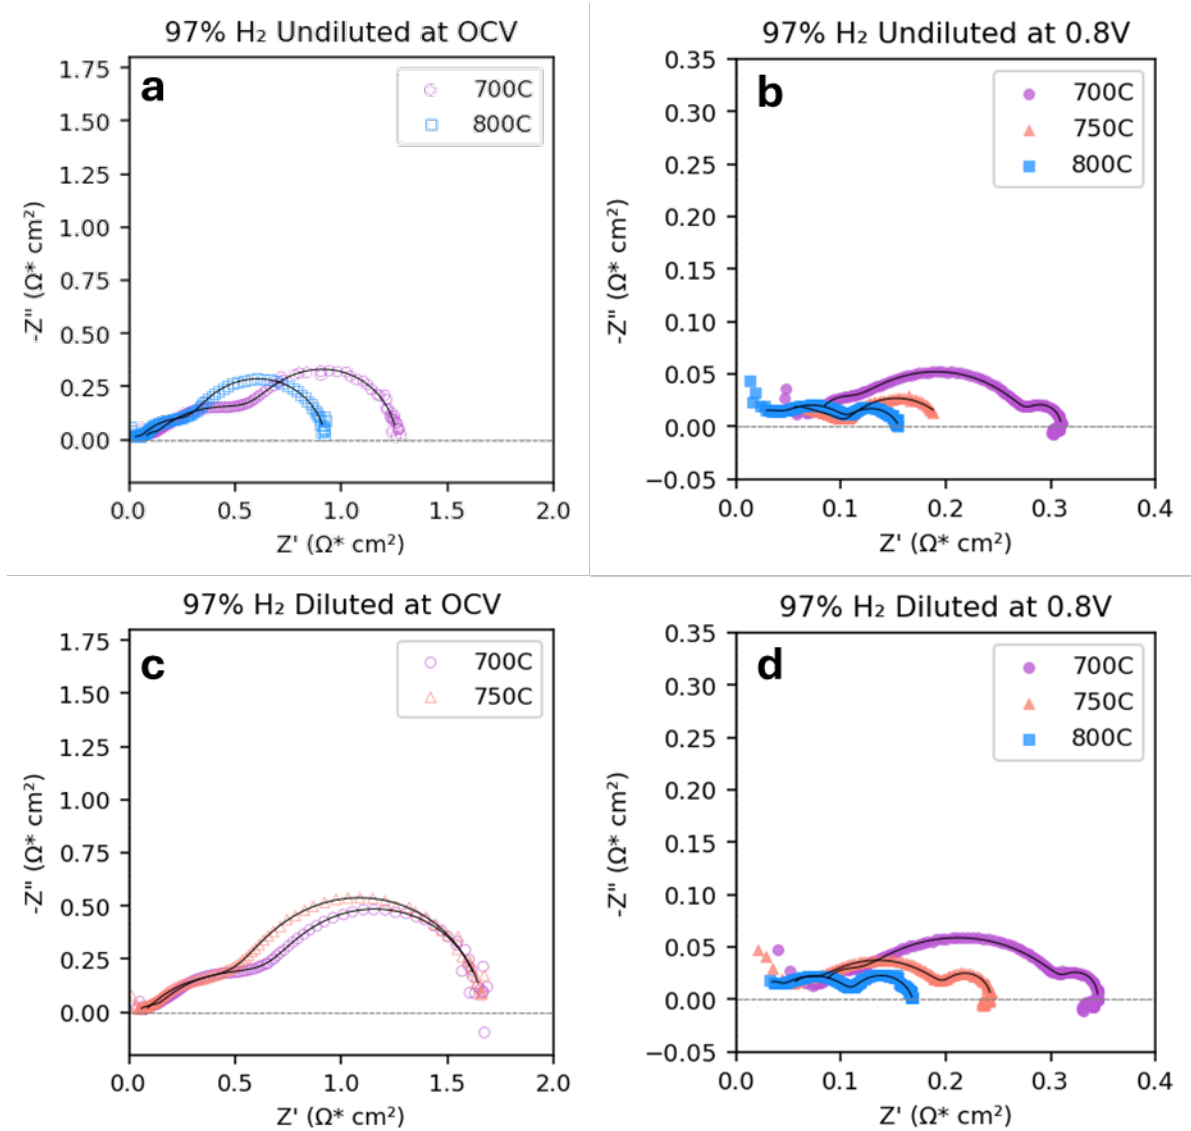 97% H₂ Undiluted at OCV
a
700C
800C
1.75
1.50
1.25
1.00
0.75
0.50
0.25
0.00
-Z" (Ω* cm²)
0.0 0.5 1.0 1.5 2.0
Z' (Ω* cm²)
97% H₂ Undiluted at 0.8V
b
700C
750C
800C
0.35
0.30
0.25
0.20
0.15
0.10
0.05
0.00
−0.05
-Z" (Ω* cm²)
0.0 0.1 0.2 0.3 0.4
Z' (Ω* cm²)
97% H₂ Diluted at OCV
c
700C
750C
1.75
1.50
1.25
1.00
0.75
0.50
0.25
0.00
-Z" (Ω* cm²)
0.0 0.5 1.0 1.5 2.0
Z' (Ω* cm²)
97% H₂ Diluted at 0.8V
d
700C
750C
800C
0.35
0.30
0.25
0.20
0.15
0.10
0.05
0.00
−0.05
-Z" (Ω* cm²)
0.0 0.1 0.2 0.3 0.4
Z' (Ω* cm²)